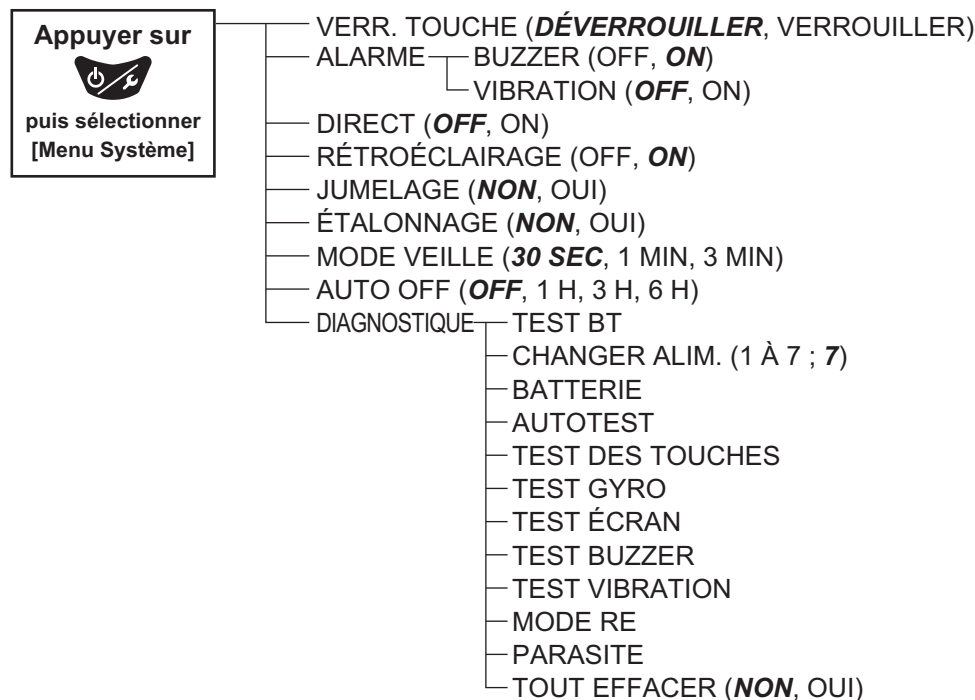 Appuyer sur
puis sélectionner
[Menu Système]
VERR. TOUCHE (DÉVERROUILLER, VERROUILLER)
ALARME BUZZER (OFF, ON)
VIBRATION (OFF, ON)
DIRECT (OFF, ON)
RÉTROÉCLAIRAGE (OFF, ON)
JUMELAGE (NON, OUI)
ÉTALONNAGE (NON, OUI)
MODE VEILLE (30 SEC, 1 MIN, 3 MIN)
AUTO OFF (OFF, 1 H, 3 H, 6 H)
DIAGNOSTIQUE TEST BT
CHANGER ALIM. (1 À 7 ; 7)
BATTERIE
AUTOTEST
TEST DES TOUCHES
TEST GYRO
TEST ÉCRAN
TEST BUZZER
TEST VIBRATION
MODE RE
PARASITE
TOUT EFFACER (NON, OUI)